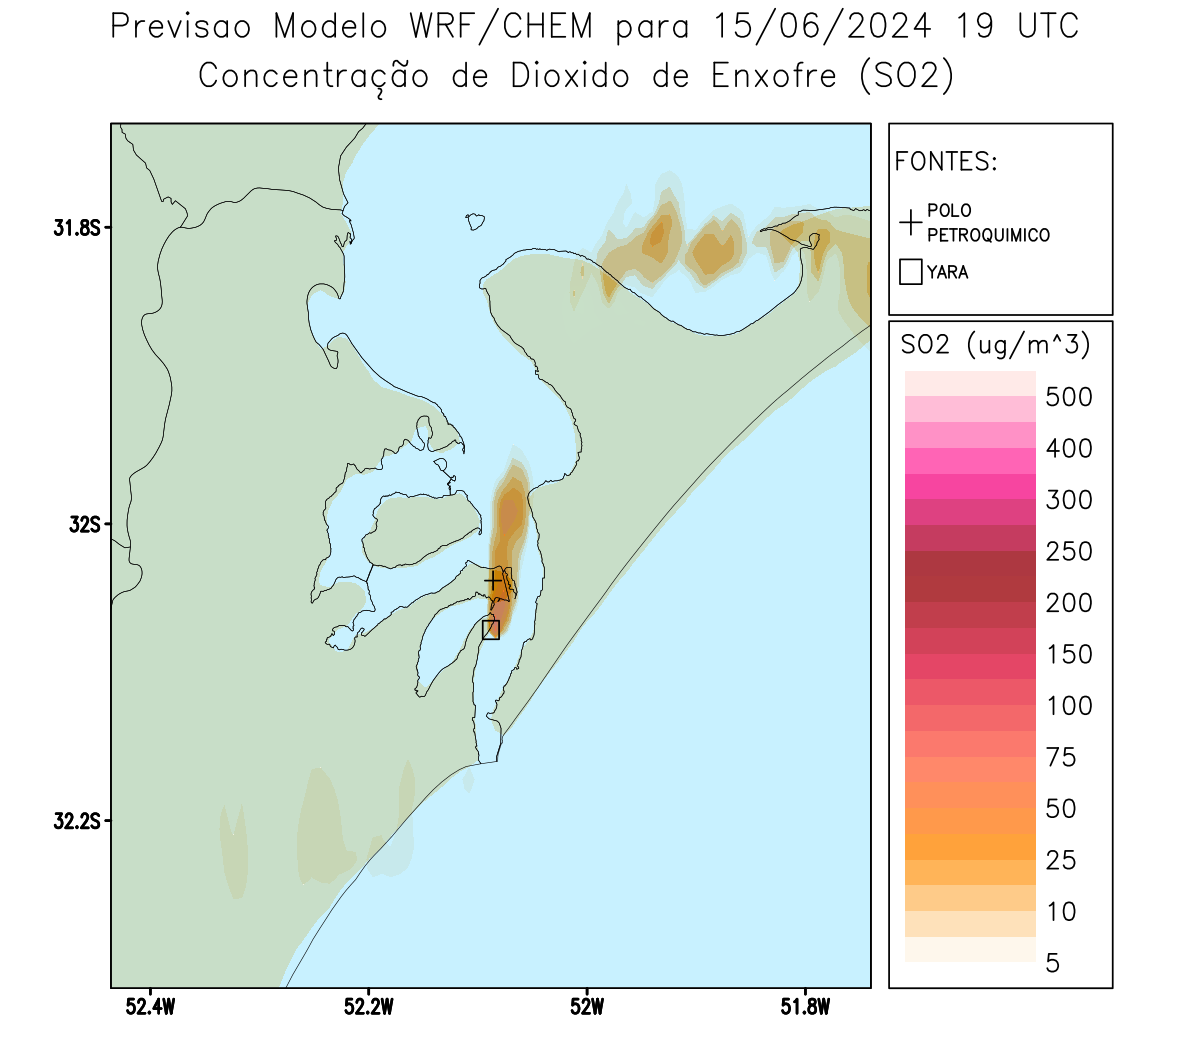 Previsao Modelo WRF/CHEM para 15/06/2024 19 UTC
Concentração de Dioxido de Enxofre (SO2)
FONTES:
POLO
PETROQUIMICO
YARA
31.8S
32S
32.2S
52.4W
52.2W
52W
51.8W
SO2 (ug/m^3)
500
400
300
250
200
150
100
75
50
25
10
5